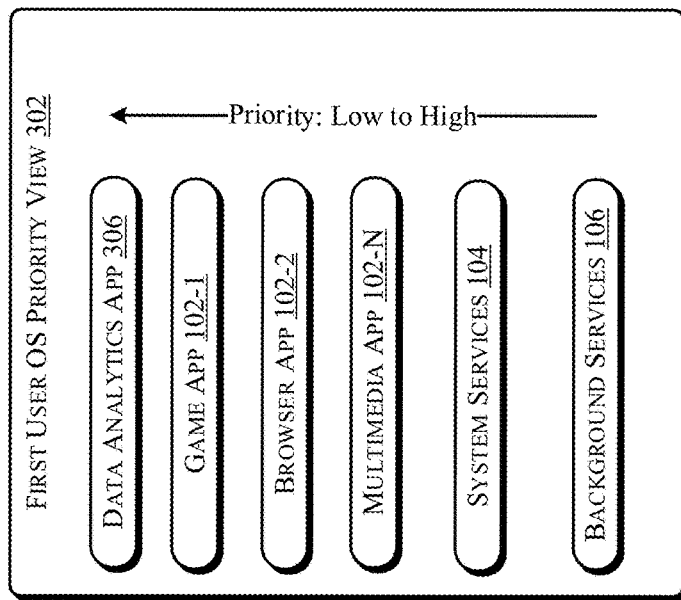 FIRST USER OS PRIORITY VIEW 302
DATA ANALYTICS APP 306
GAME APP 102-1
BROWSER APP 102-2
MULTIMEDIA APP 102-N
SYSTEM SERVICES 104
BACKGROUND SERVICES 106
Priority: Low to High